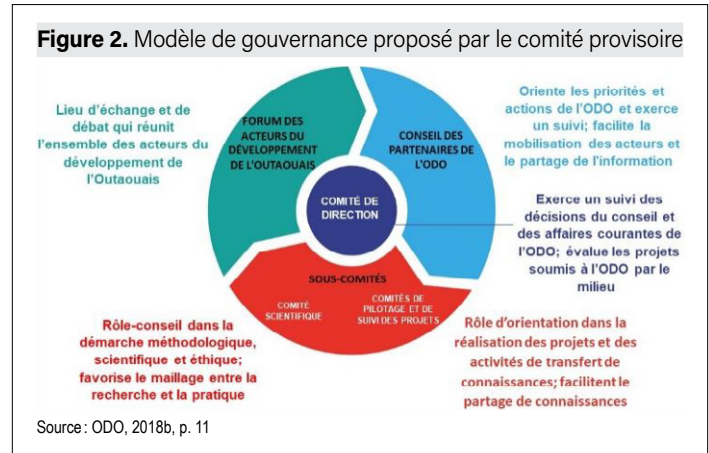 Figure 2. Modèle de gouvernance proposé par le comité provisoire
Lieu d'échange et de
débat qui réunit
l'ensemble des acteurs du
développement de
l'Outaouais
FORUM DES
ACTEURS DU
DÉVELOPPEMENT
DE L'OUTAOUAIS
CONSEIL DES
PARTENAIRES DE
L'ODO
Oriente les priorités et
actions de l'ODO et exerce
un suivi; facilite la
mobilisation des acteurs et
le partage de l'information
COMITÉ DE
DIRECTION
Exerce un suivi des
décisions du conseil et
des affaires courantes de
l'ODO; évalue les projets
soumis à l'ODO par le
milieu
SOUS-COMITÉS
COMITÉ
SCIENTIFIQUE
COMITÉS DE
PILOTAGE ET DE
SUIVI DES PROJETS
Rôle-conseil dans la
démarche méthodologique,
scientifique et éthique;
favorise le maillage entre la
recherche et la pratique
Rôle d'orientation dans la
réalisation des projets et des
activités de transfert de
connaissances; facilitent le
partage de connaissances
Source : ODO, 2018b, p. 11